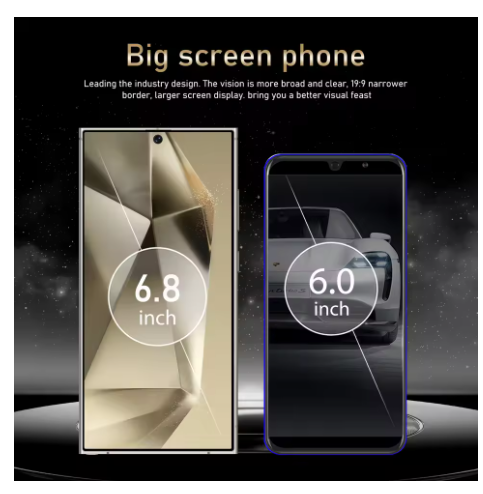 Big screen phone
Leading the industry design. The vision is more broad and clear, 19:9 narrower
border, larger screen display. bring you a better visual feast
6.8
inch
6.0
inch